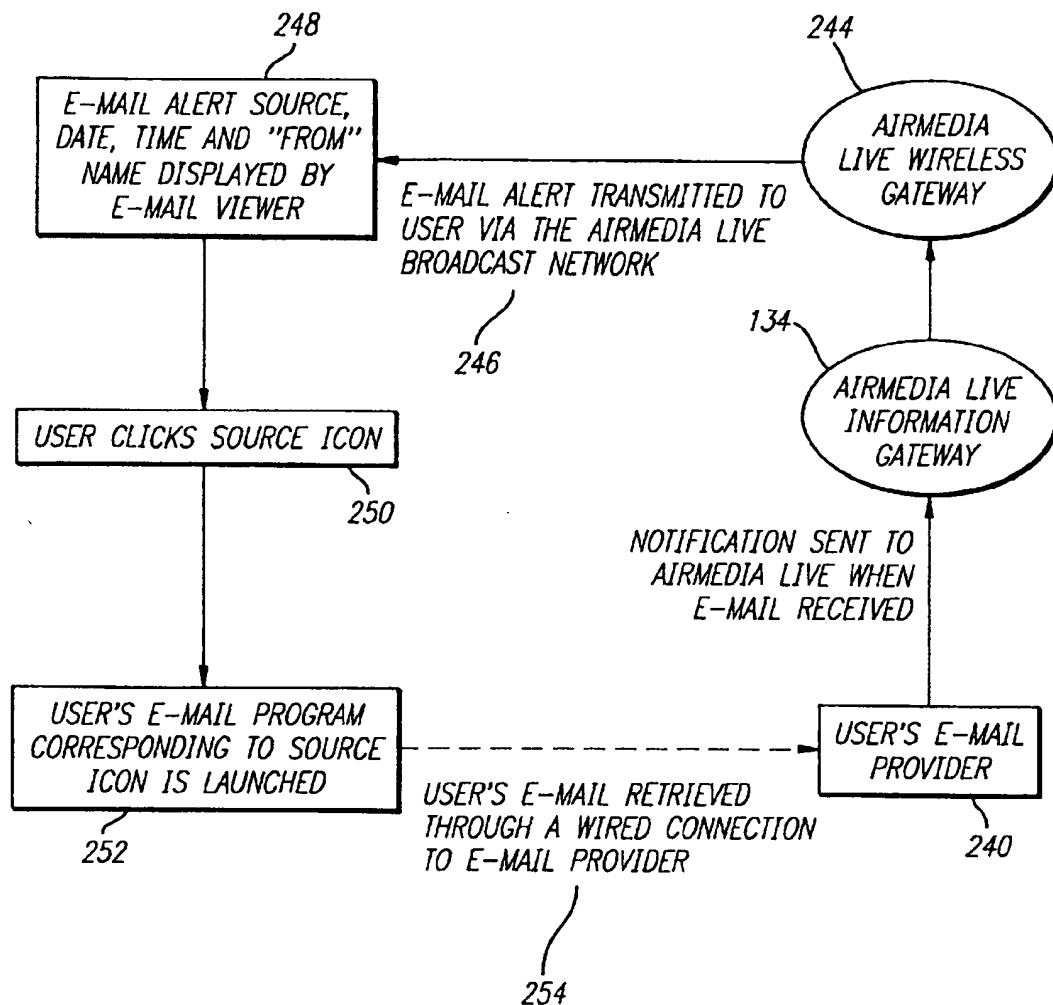 248
E-MAIL ALERT SOURCE,
DATE, TIME AND "FROM"
NAME DISPLAYED BY
E-MAIL VIEWER
244
AIRMEDIA
LIVE WIRELESS
GATEWAY
E-MAIL ALERT TRANSMITTED TO
USER VIA THE AIRMEDIA LIVE
BROADCAST NETWORK
246
134
AIRMEDIA LIVE
INFORMATION
GATEWAY
USER CLICKS SOURCE ICON
250
NOTIFICATION SENT TO
AIRMEDIA LIVE WHEN
E-MAIL RECEIVED
USER'S E-MAIL PROGRAM
CORRESPONDING TO SOURCE
ICON IS LAUNCHED
252
USER'S E-MAIL RETRIEVED
THROUGH A WIRED CONNECTION
TO E-MAIL PROVIDER
254
USER'S E-MAIL
PROVIDER
240